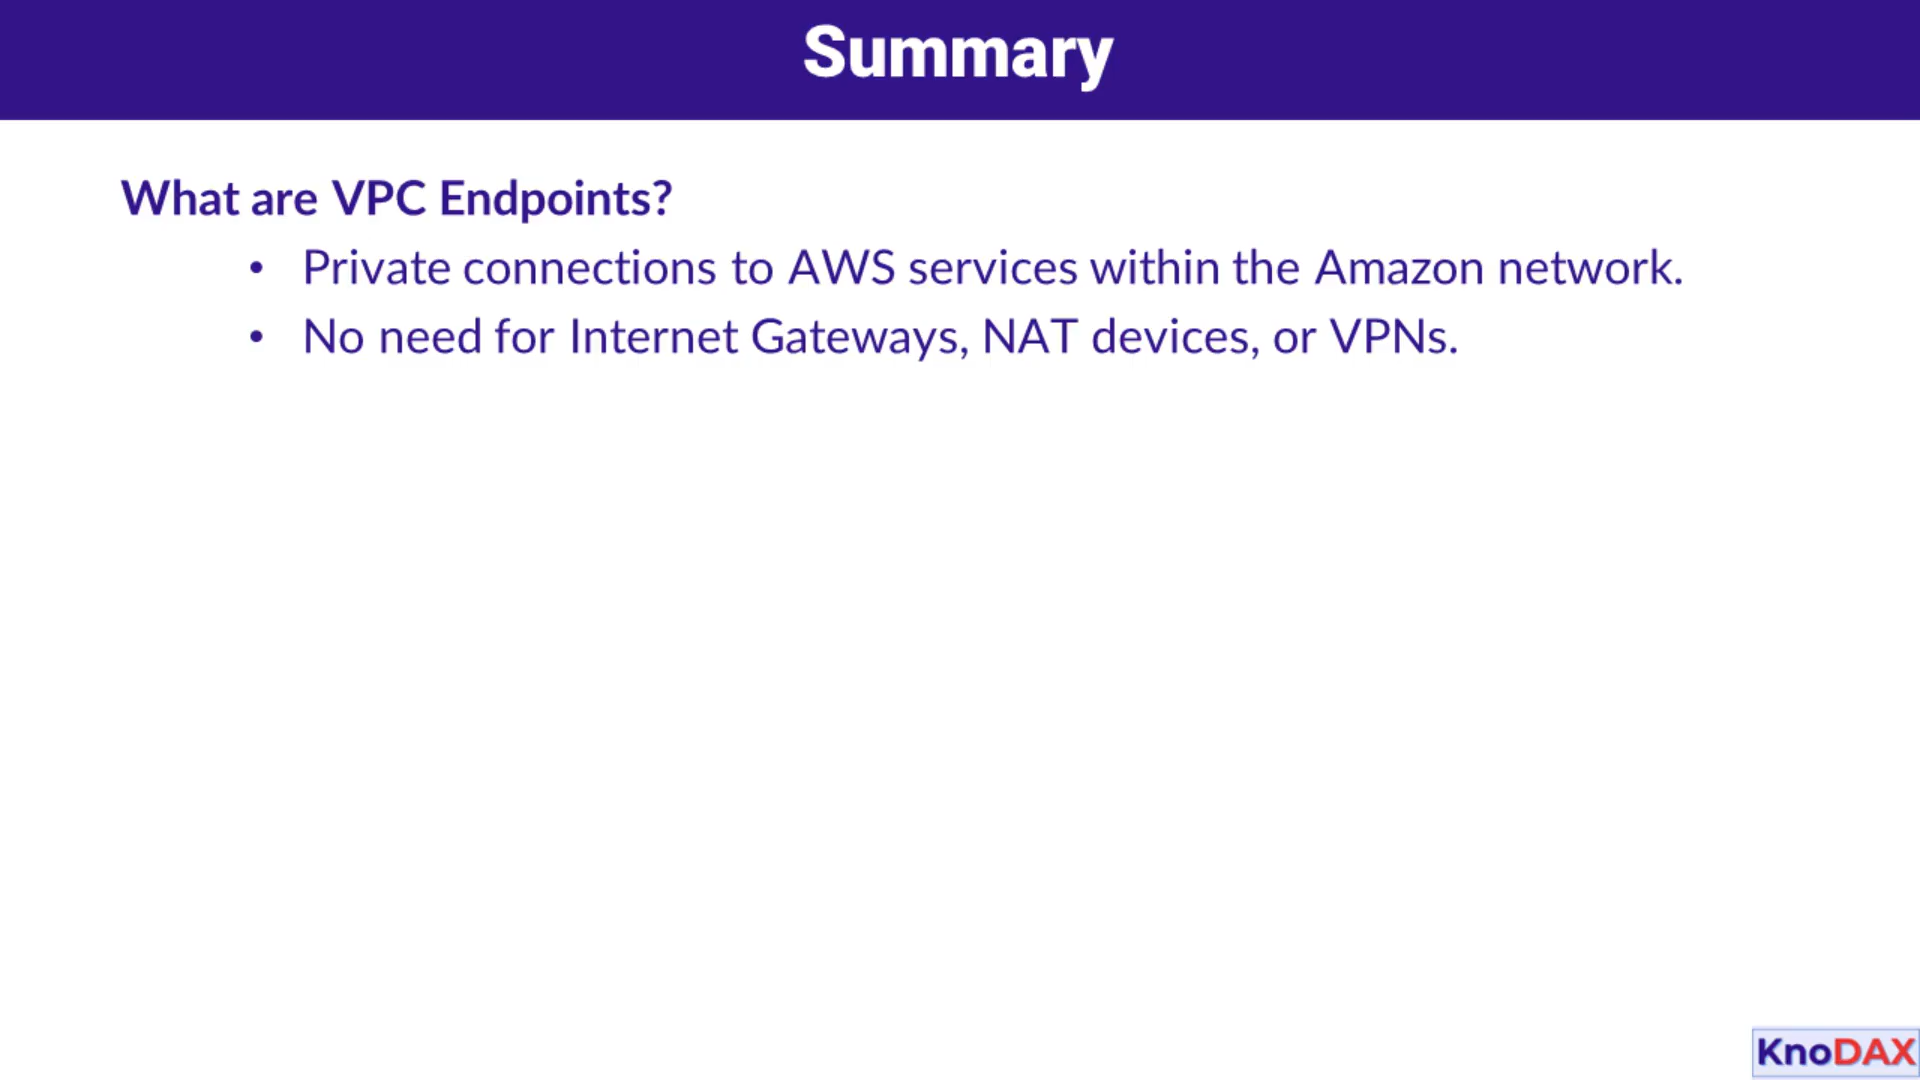 Summary
What are VPC Endpoints?
• Private connections to AWS services within the Amazon network.
• No need for Internet Gateways, NAT devices, or VPNs.
KnoDAX